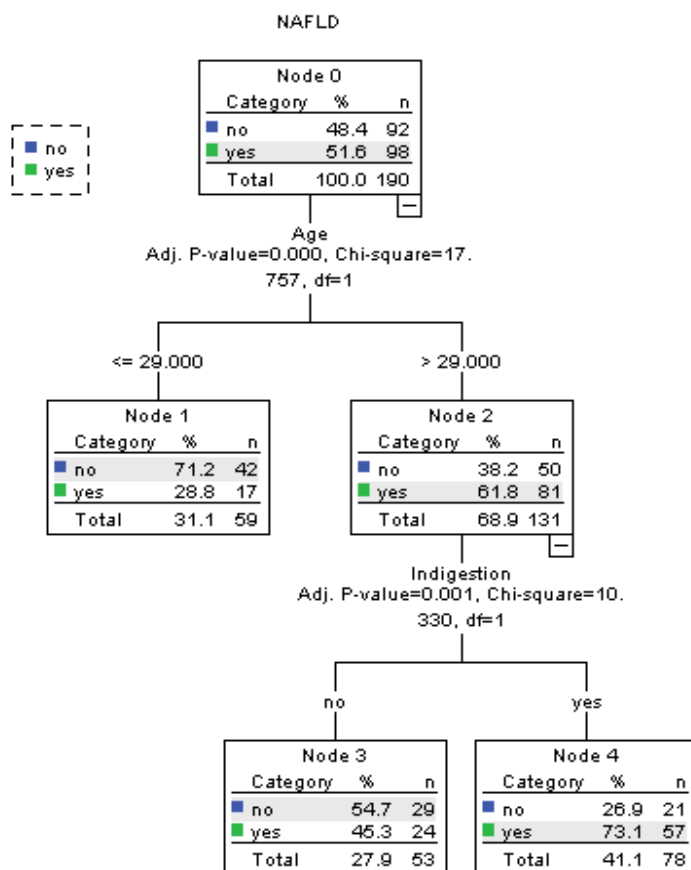 NAFLD
no
yes
Node 0
Category % n
no 48.4 92
yes 51.6 98
Total 100.0 190
Age
Adj. P-value=0.000, Chi-square=17.
757, df=1
<= 29.000
> 29.000
Node 1
Category % n
no 71.2 42
yes 28.8 17
Total 31.1 59
Node 2
Category % n
no 38.2 50
yes 61.8 81
Total 68.9 131
Indigestion
Adj. P-value=0.001, Chi-square=10.
330, df=1
no
yes
Node 3
Category % n
no 54.7 29
yes 45.3 24
Total 27.9 53
Node 4
Category % n
no 26.9 21
yes 73.1 57
Total 41.1 78